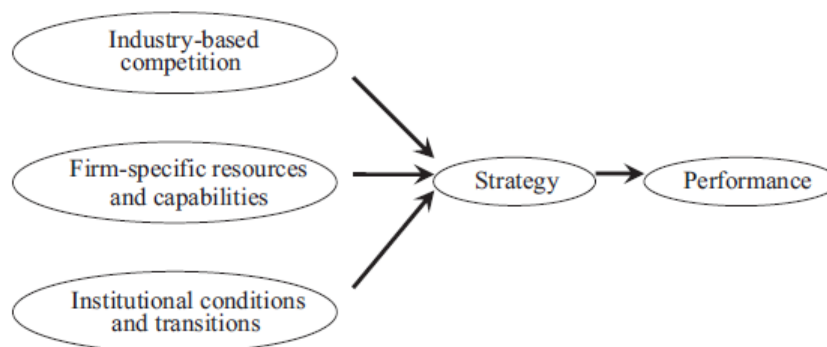 Industry-based
competition
Firm-specific resources
and capabilities
Strategy
Performance
Institutional conditions
and transitions